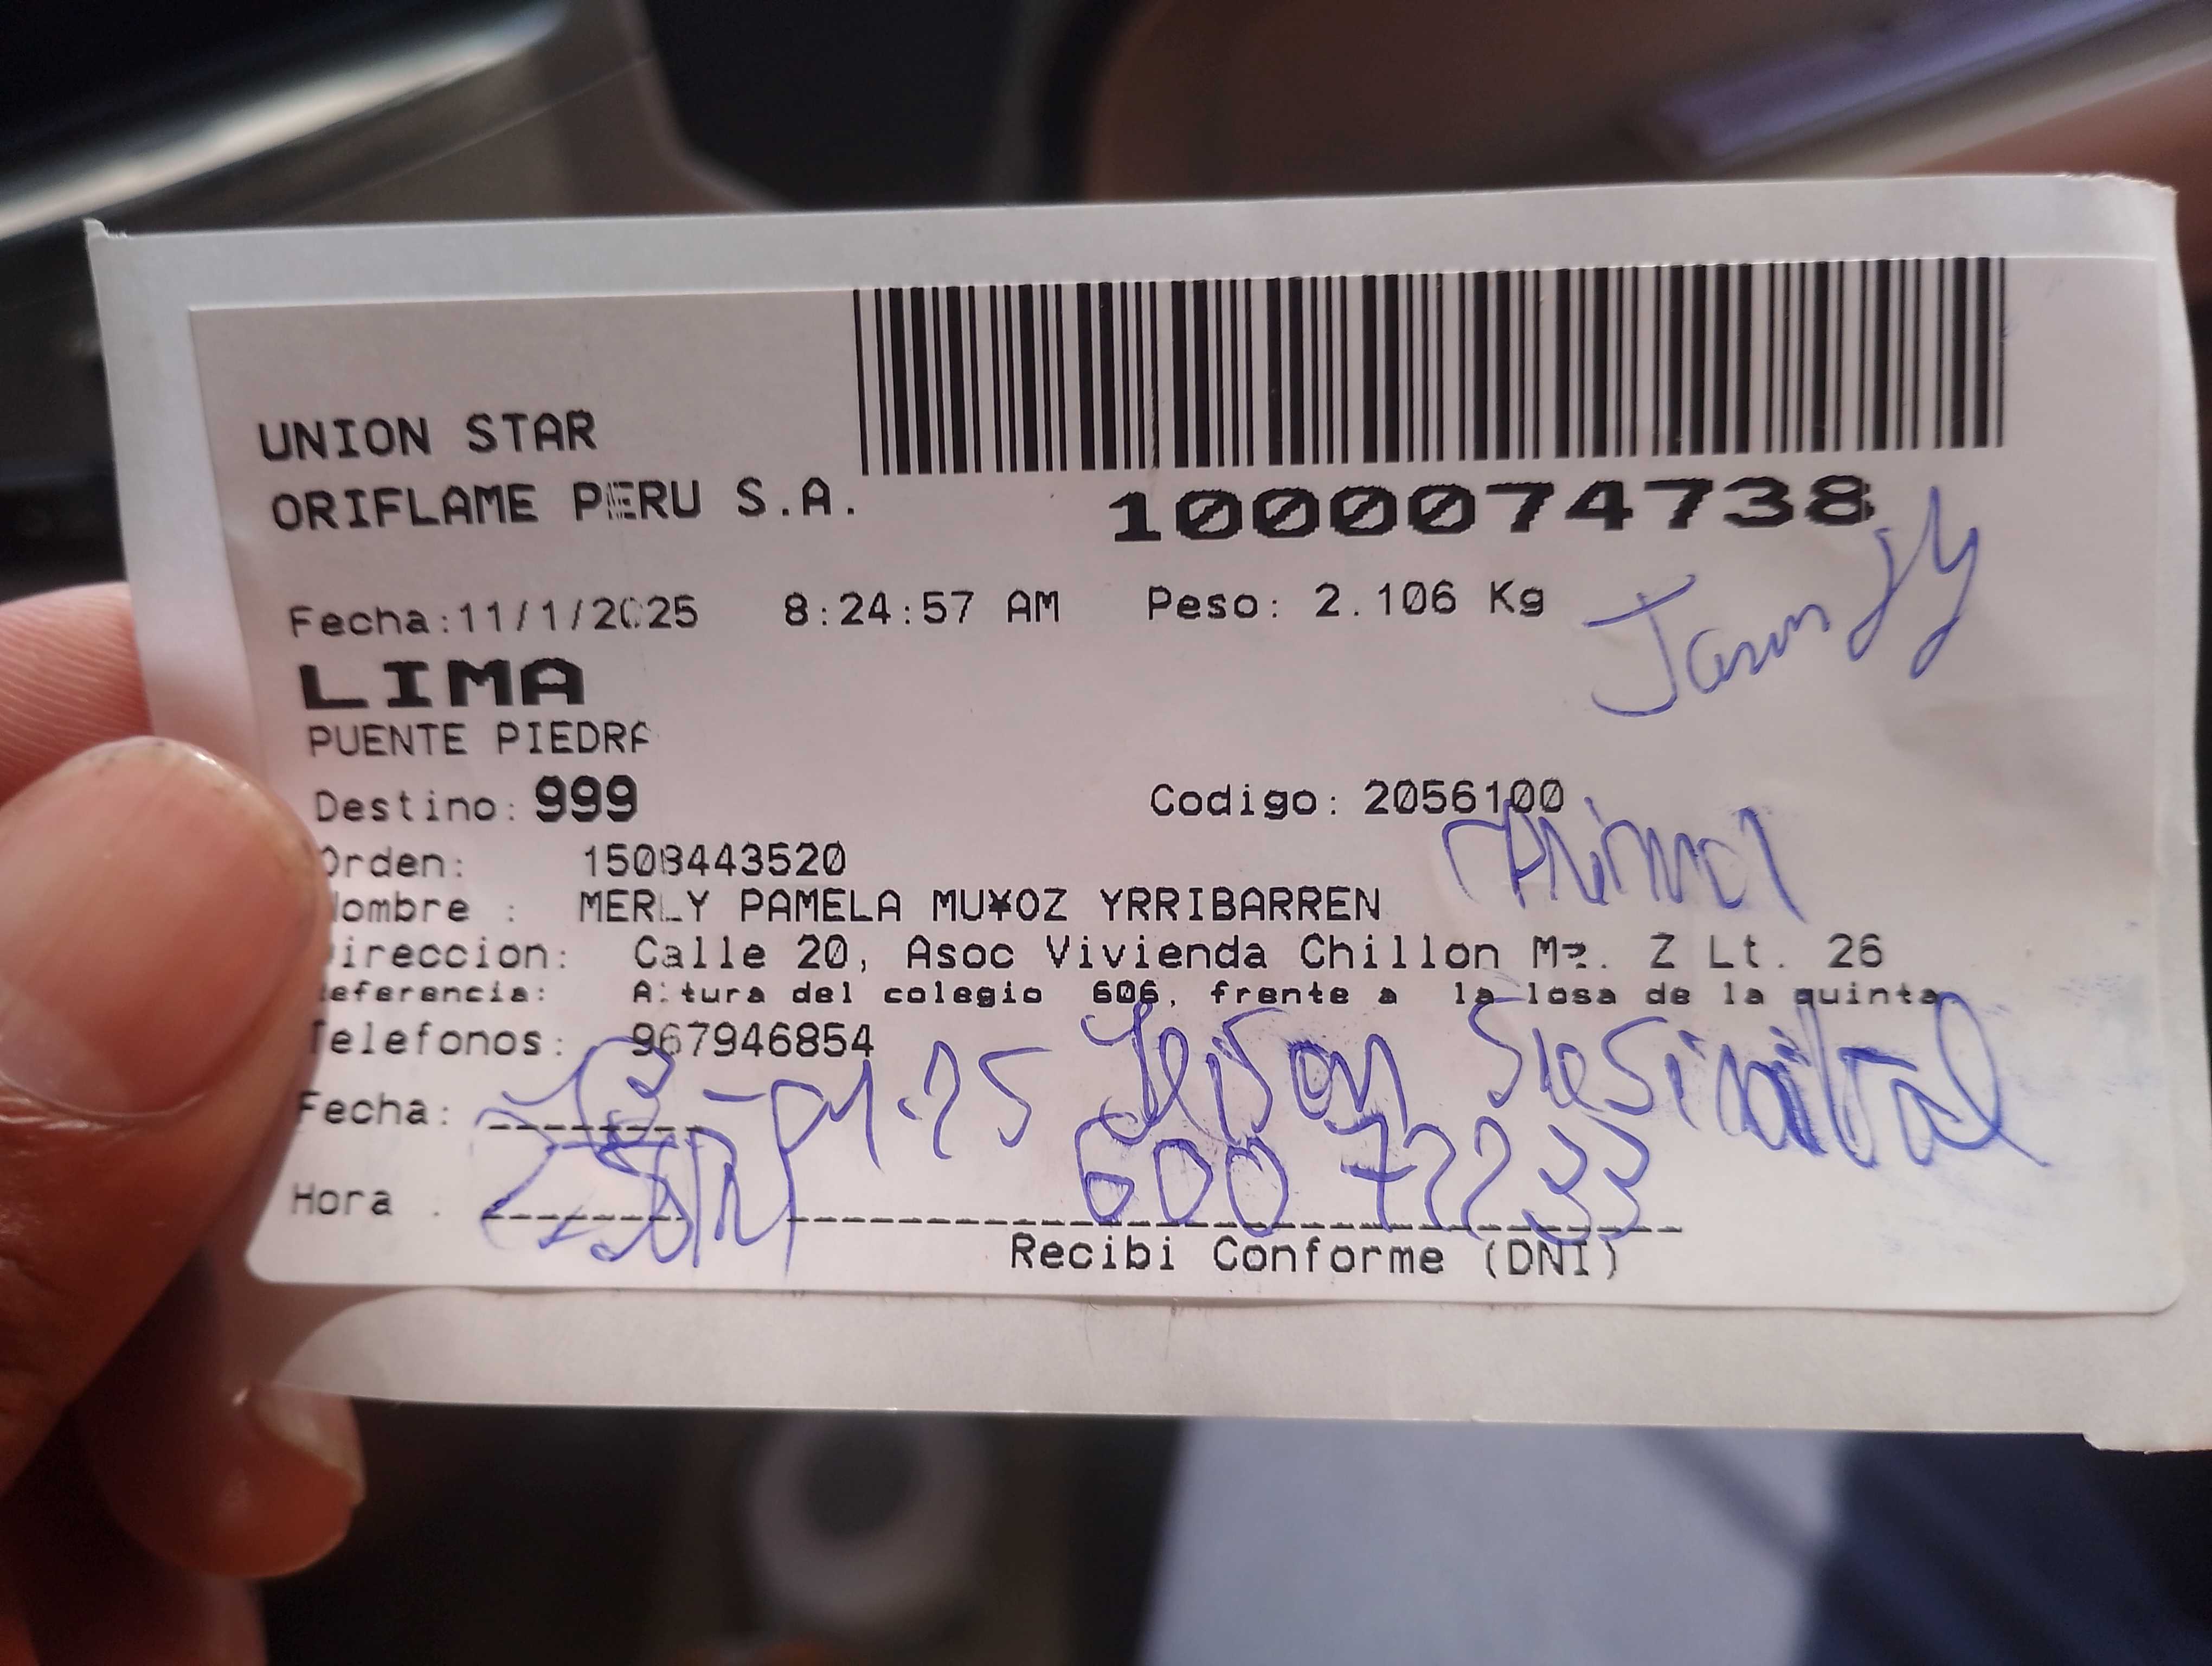 UNION STAR
ORIFLAME PERU S.A.
1000074738
Fecha:11/1/2025 8:24:57 AM Peso: 2.106 Kg
LIMA
PUENTE PIEDRA
Destino: 999 Codigo: 2056100
Orden: 1508443520
Nombre : MERLY PAMELA MU¥OZ YRRIBARREN
Direccion: Calle 20, Asoc Vivienda Chillon Mz. Z Lt. 26
Referencia: Altura del colegio 606, frente a la losa de la quinta
Telefonos: 967946854
Fecha:
Hora : 600 72233
Recibi Conforme (DNI)